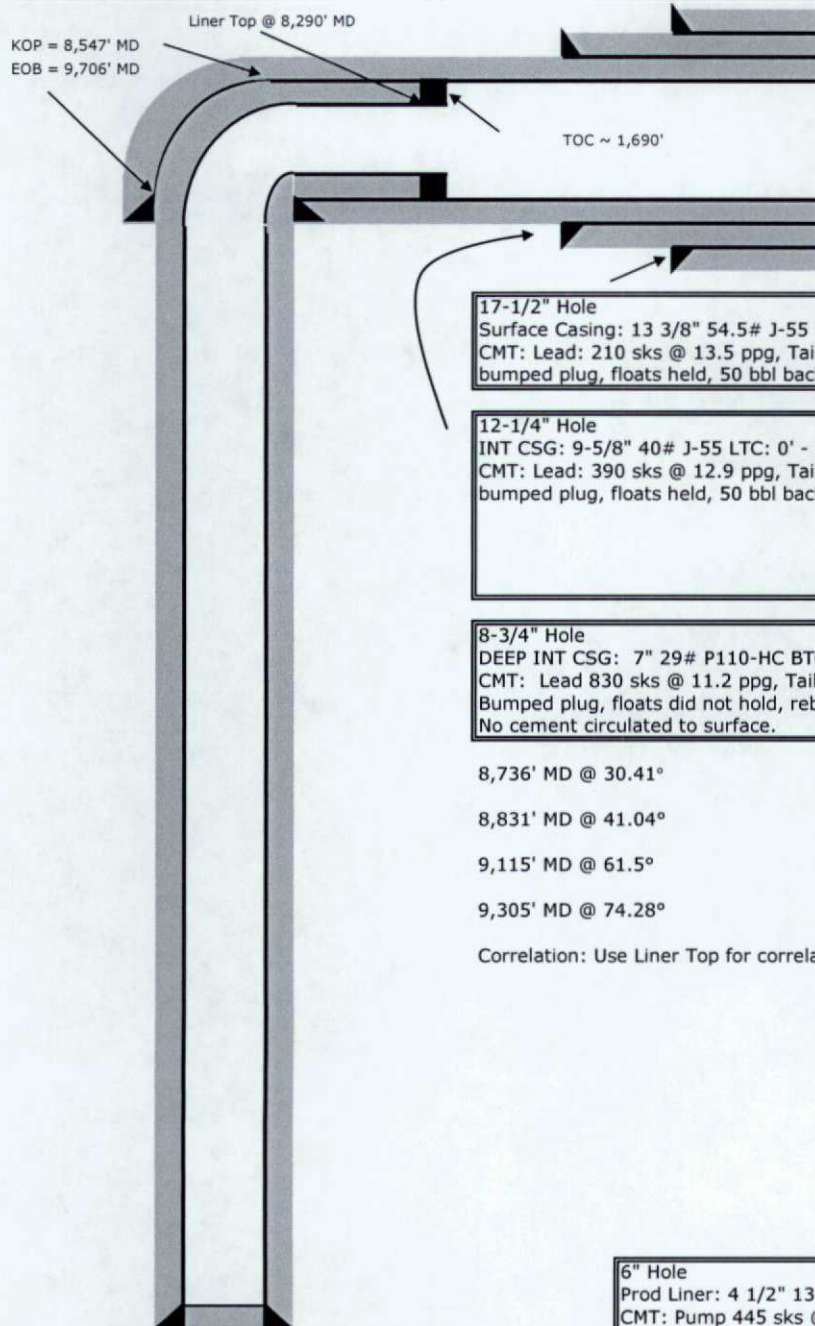 Liner Top @ 8,290' MD
KOP = 8,547' MD
EOB = 9,706' MD
TOC ~ 1,690'
17-1/2" Hole
Surface Casing: 13 3/8" 54.5# J-55
CMT: Lead: 210 sks @ 13.5 ppg, Tai
bumped plug, floats held, 50 bbl bac
12-1/4" Hole
INT CSG: 9-5/8" 40# J-55 LTC: 0' -
CMT: Lead: 390 sks @ 12.9 ppg, Tai
bumped plug, floats held, 50 bbl bac
8-3/4" Hole
DEEP INT CSG: 7" 29# P110-HC BT
CMT: Lead 830 sks @ 11.2 ppg, Tail
Bumped plug, floats did not hold, reb
No cement circulated to surface.
8,736' MD @ 30.41°
8,831' MD @ 41.04°
9,115' MD @ 61.5°
9,305' MD @ 74.28°
Correlation: Use Liner Top for correla
6" Hole
Prod Liner: 4 1/2" 13
CMT: Pump 445 sks @